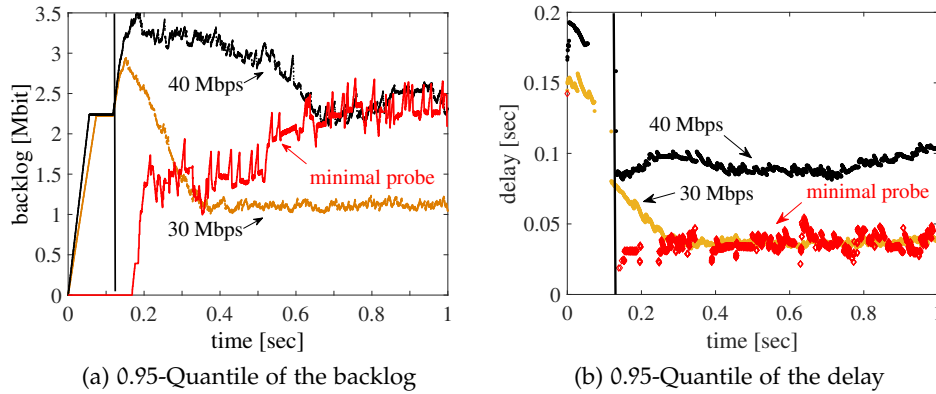 3.5
3
2.5
2
1.5
1
0.5
0
backlog [Mbit]
40 Mbps
minimal probe
30 Mbps
0 0.2 0.4 0.6 0.8 1
time [sec]
(a) 0.95-Quantile of the backlog
0.2
0.15
0.1
0.05
0
delay [sec]
40 Mbps
30 Mbps
minimal probe
0 0.2 0.4 0.6 0.8 1
time [sec]
(b) 0.95-Quantile of the delay